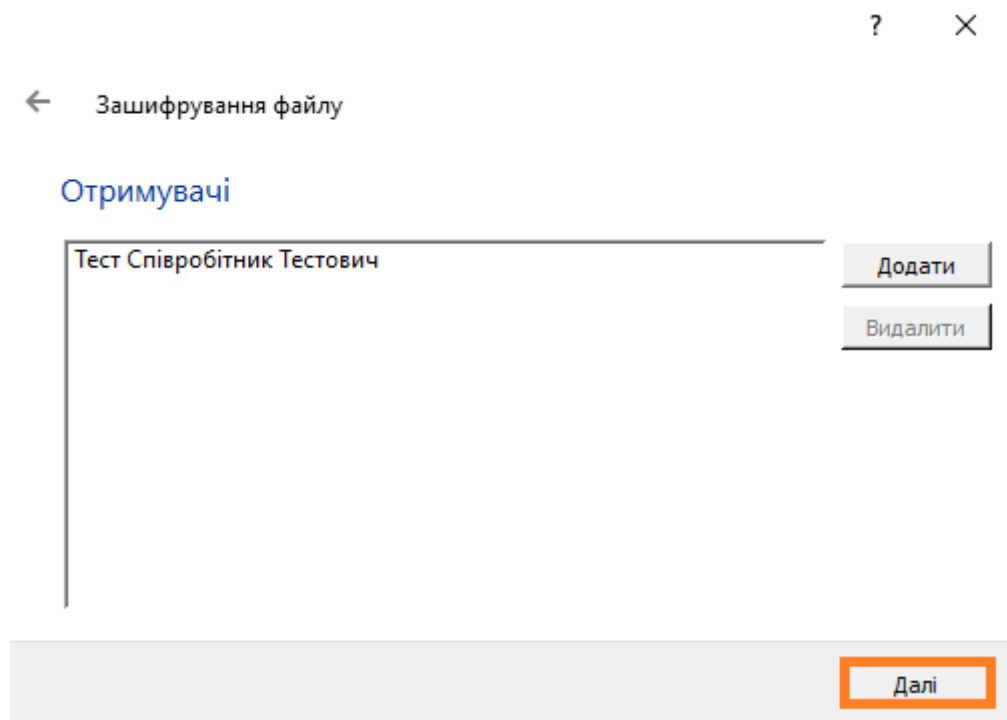 ?
Зашифрування файлу
Отримувачі
Тест Співробітник Тестович
Додати
Видалити
Далі